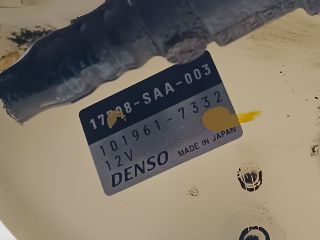 17708-SAA-003
101961-7332
12V
DENSO MADE IN JAPAN